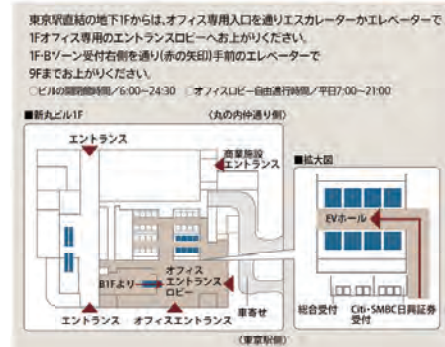 東京駅直結の地下1Fからは、オフィス専用入口を通りエスカレーターかエレベーターで
1Fオフィス専用のエントランスロビーへお上がりください。
1F-Bゾーン受付右側を通り(赤の矢印)手前のエレベーターで
9Fまでお上がりください。
○ビルの開閉館時間/6:00~24:30 ○オフィスロビー自由通行時間/平日7:00~21:00
■新丸ビル1F
〈丸の内仲通り側〉
エントランス
商業施設
エントランス
■拡大図
EVホール
B1Fより
オフィス
エントランス
ロビー
総合受付
Citi・SMBC日興証券
受付
エントランス
オフィスエントランス
車寄せ
〈東京駅側〉